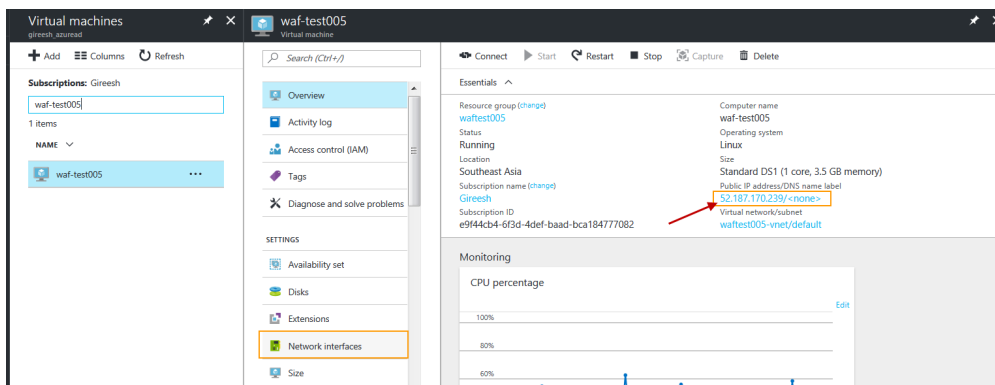 Virtual machines
gireesh_azuread
Add Columns Refresh
Subscriptions: Gireesh
waf-test005
1 items
NAME
waf-test005
waf-test005
Virtual machine
Search (Ctrl+/)
Overview
Activity log
Access control (IAM)
Tags
Diagnose and solve problems
SETTINGS
Availability set
Disks
Extensions
Network interfaces
Size
Connect Start Restart Stop Capture Delete
Essentials
Resource group (change)
waftest005
Status
Running
Location
Southeast Asia
Subscription name (change)
Gireesh
Subscription ID
e9f44cb4-6f3d-4def-baad-bca184777082
Computer name
waf-test005
Operating system
Linux
Size
Standard DS1 (1 core, 3.5 GB memory)
Public IP address/DNS name label
52.187.170.239/<none>
Virtual network/subnet
waftest005-vnet/default
Monitoring
CPU percentage
Edit
100%
80%
60%